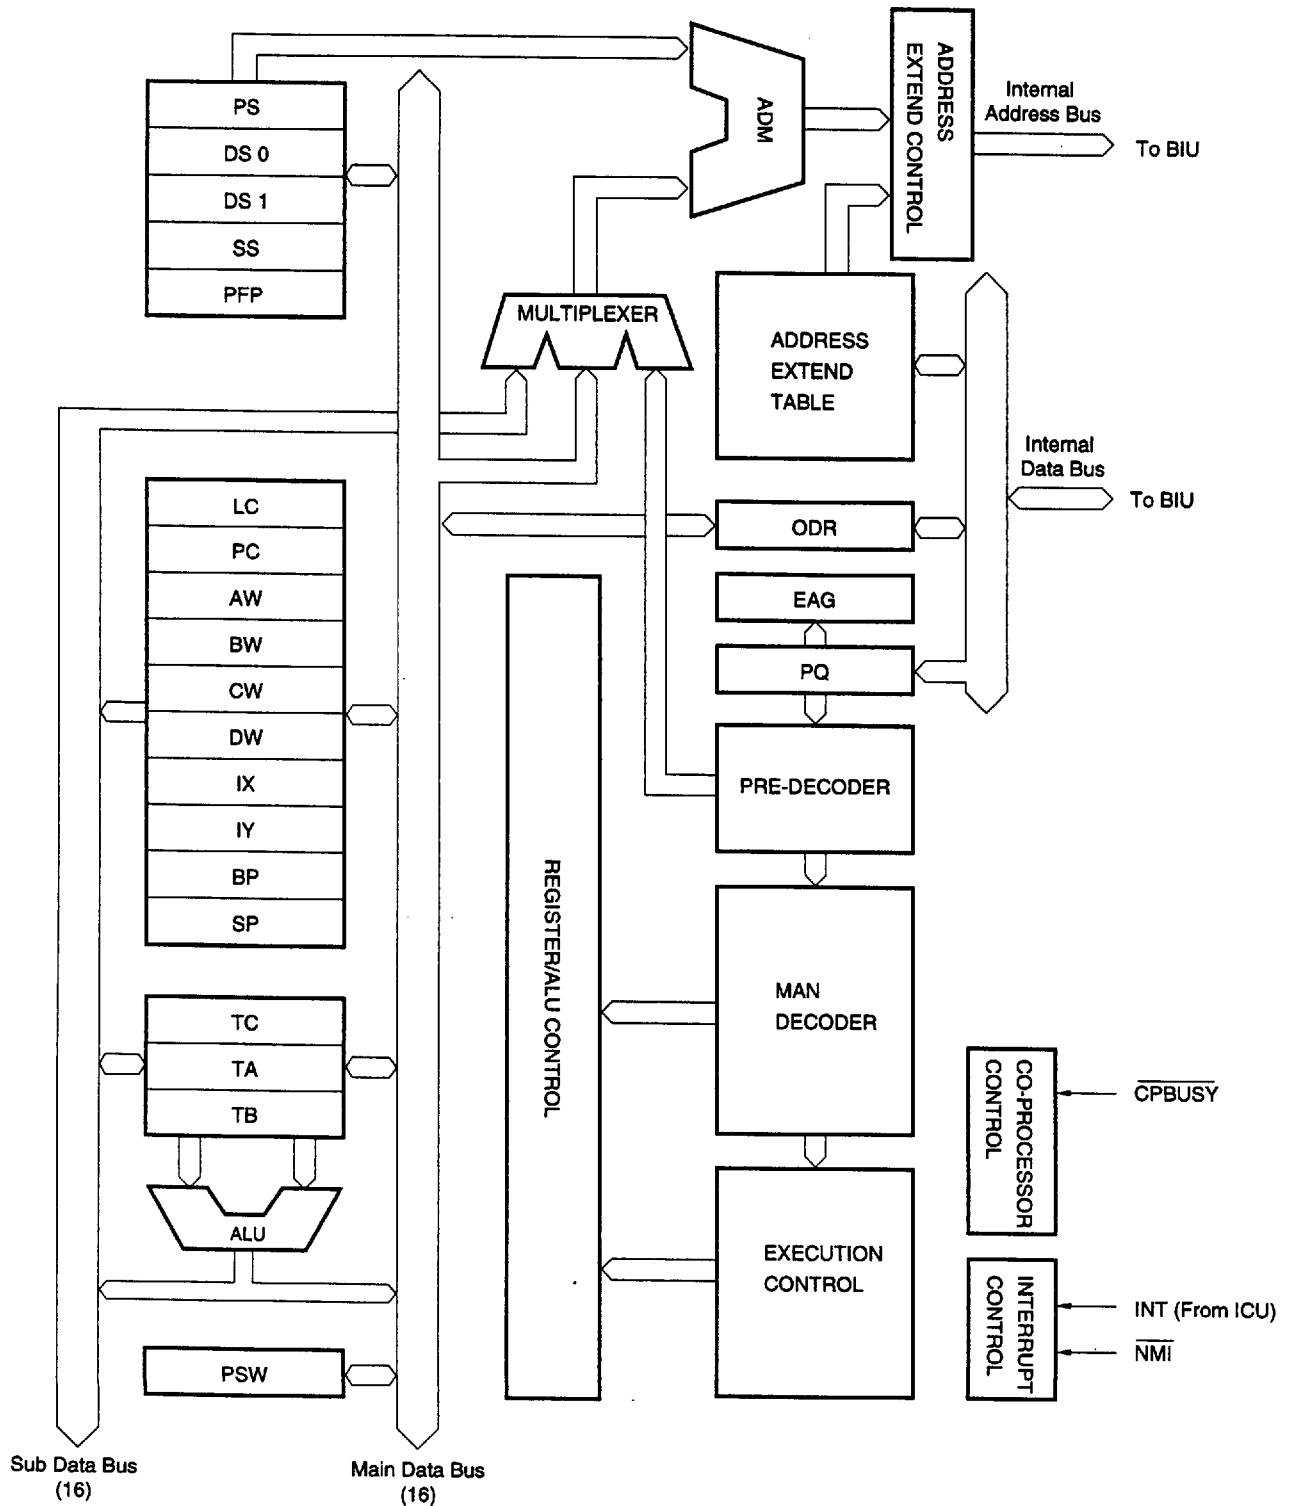 PS
DS 0
DS 1
SS
PFP
ADM
ADDRESS
EXTEND CONTROL
Internal
Address Bus
To BIU
MULTIPLEXER
ADDRESS
EXTEND
TABLE
Internal
Data Bus
To BIU
LC
PC
AW
BW
CW
DW
IX
IY
BP
SP
ODR
EAG
PQ
PRE-DECODER
REGISTER/ALU CONTROL
MAN
DECODER
TC
TA
TB
ALU
EXECUTION
CONTROL
CO-PROCESSOR
CONTROL
CPBUSY
INTERRUPT
CONTROL
INT (From ICU)
NMI
PSW
Sub Data Bus
(16)
Main Data Bus
(16)